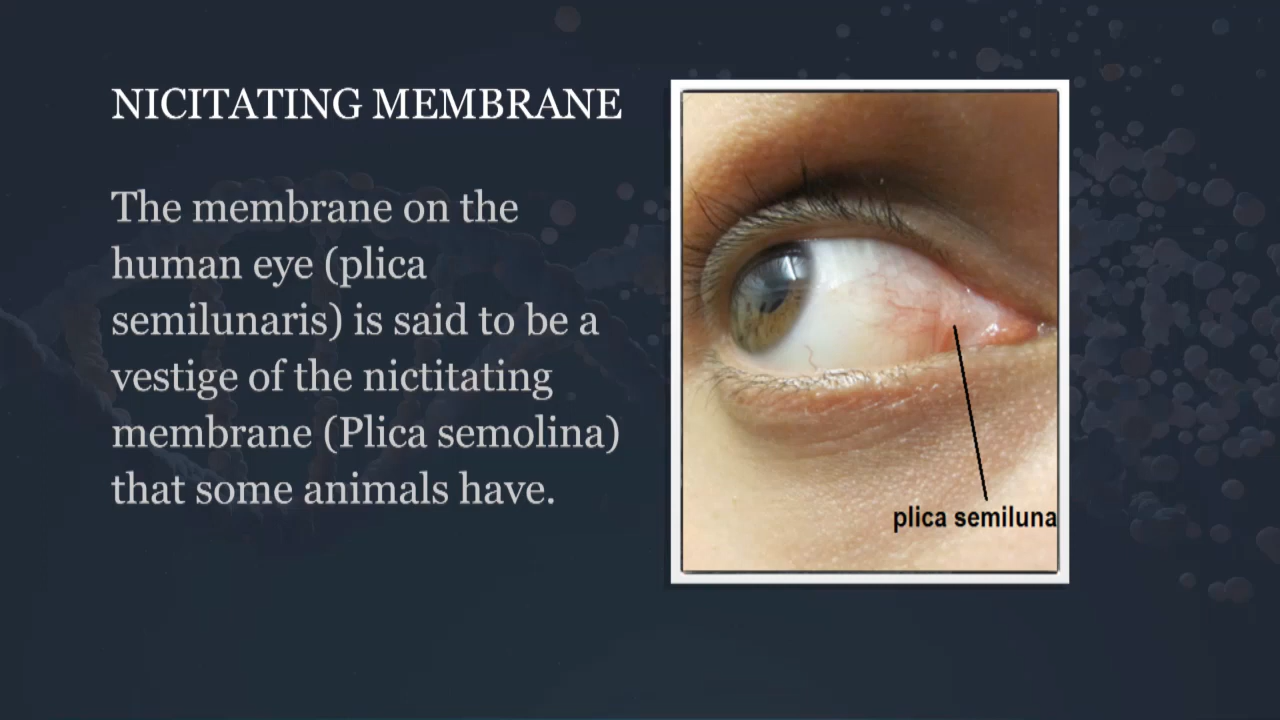 NICITATING MEMBRANE
The membrane on the
human eye (plica
semilunaris) is said to be a
vestige of the nictitating
membrane (Plica semolina)
that some animals have.
plica semiluna